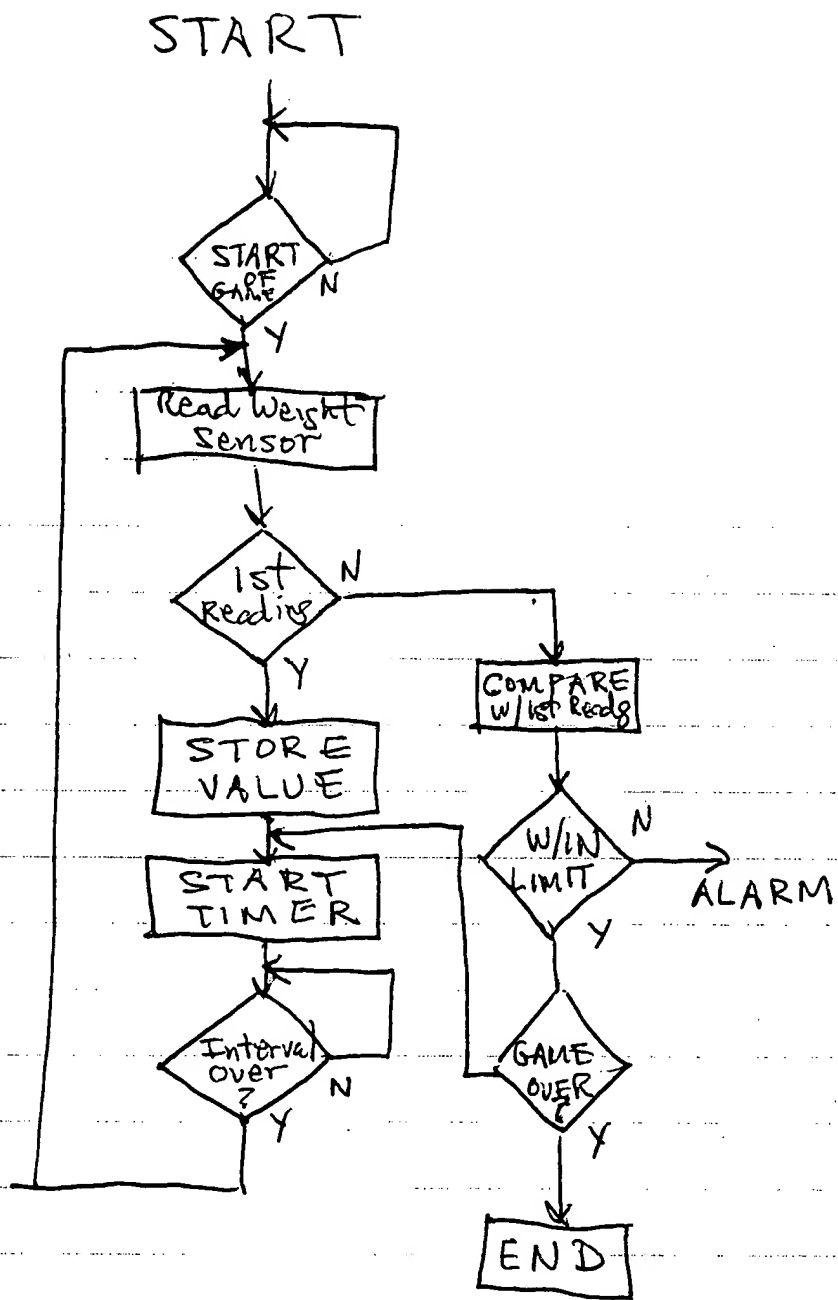 START
START
OF
GAME
N
Y
Read Weight
Sensor
1st
Reading
N
Y
COMPARE
W/1st Readg
STORE
VALUE
W/IN
LIMIT
N
ALARM
Y
START
TIMER
Interval
over
?
N
Y
GAME
OVER
?
Y
END